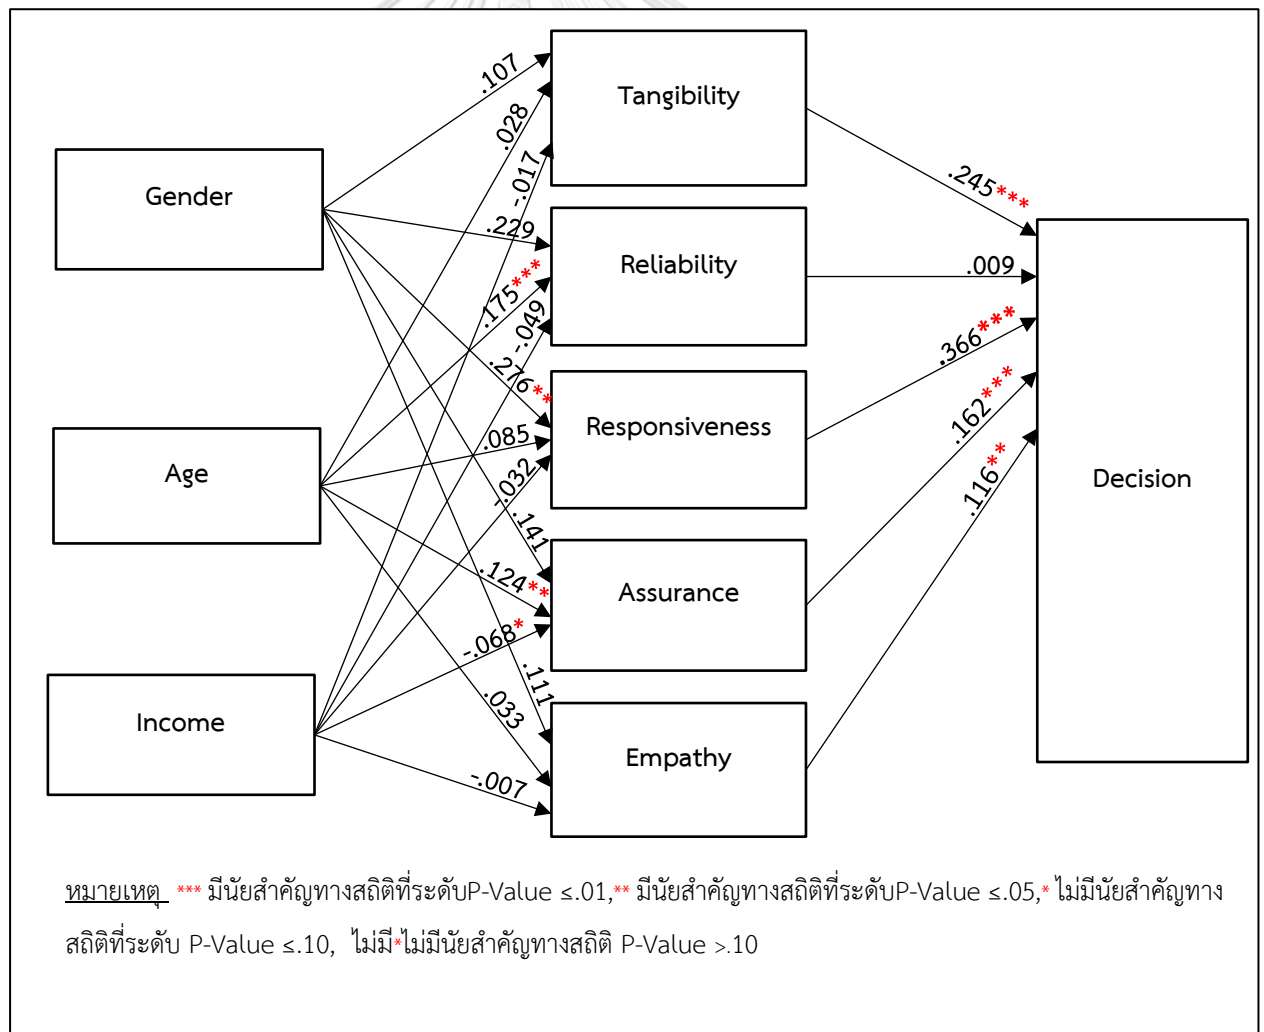 .107
Tangibility
.028
-.017
Gender
.245***
.229
Reliability
.009
.175***
-.049
.366***
.276**
Responsiveness
.085
.162***
-.032
Age
Decision
.116**
.141
.124**
Assurance
-.068*
.111
.033
Income
Empathy
-.007
หมายเหตุ *** มีนัยสำคัญทางสถิติที่ระดับP-Value ≤.01,** มีนัยสำคัญทางสถิติที่ระดับP-Value ≤.05,* ไม่มีนัยสำคัญทาง
สถิติที่ระดับ P-Value ≤.10, ไม่มี*ไม่มีนัยสำคัญทางสถิติ P-Value >.10